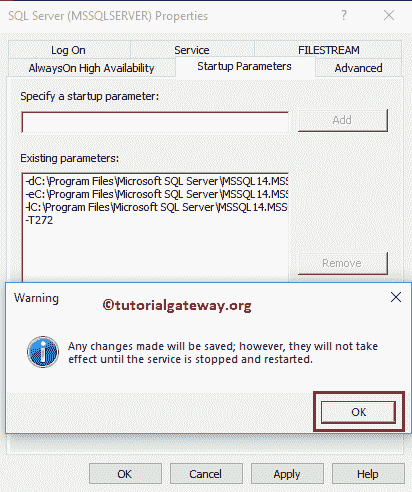 SQL Server (MSSQLSERVER) Properties ? ×
Log On Service FILESTREAM
AlwaysOn High Availability Startup Parameters Advanced
Specify a startup parameter:
Add
Existing parameters:
-dC:\Program Files\Microsoft SQL Server\MSSQL14.MSS
-eC:\Program Files\Microsoft SQL Server\MSSQL14.MSS
-lC:\Program Files\Microsoft SQL Server\MSSQL14.MSS
-T272
Remove
Warning ×
©tutorialgateway.org
Any changes made will be saved; however, they will not take
effect until the service is stopped and restarted.
OK
OK Cancel Apply Help